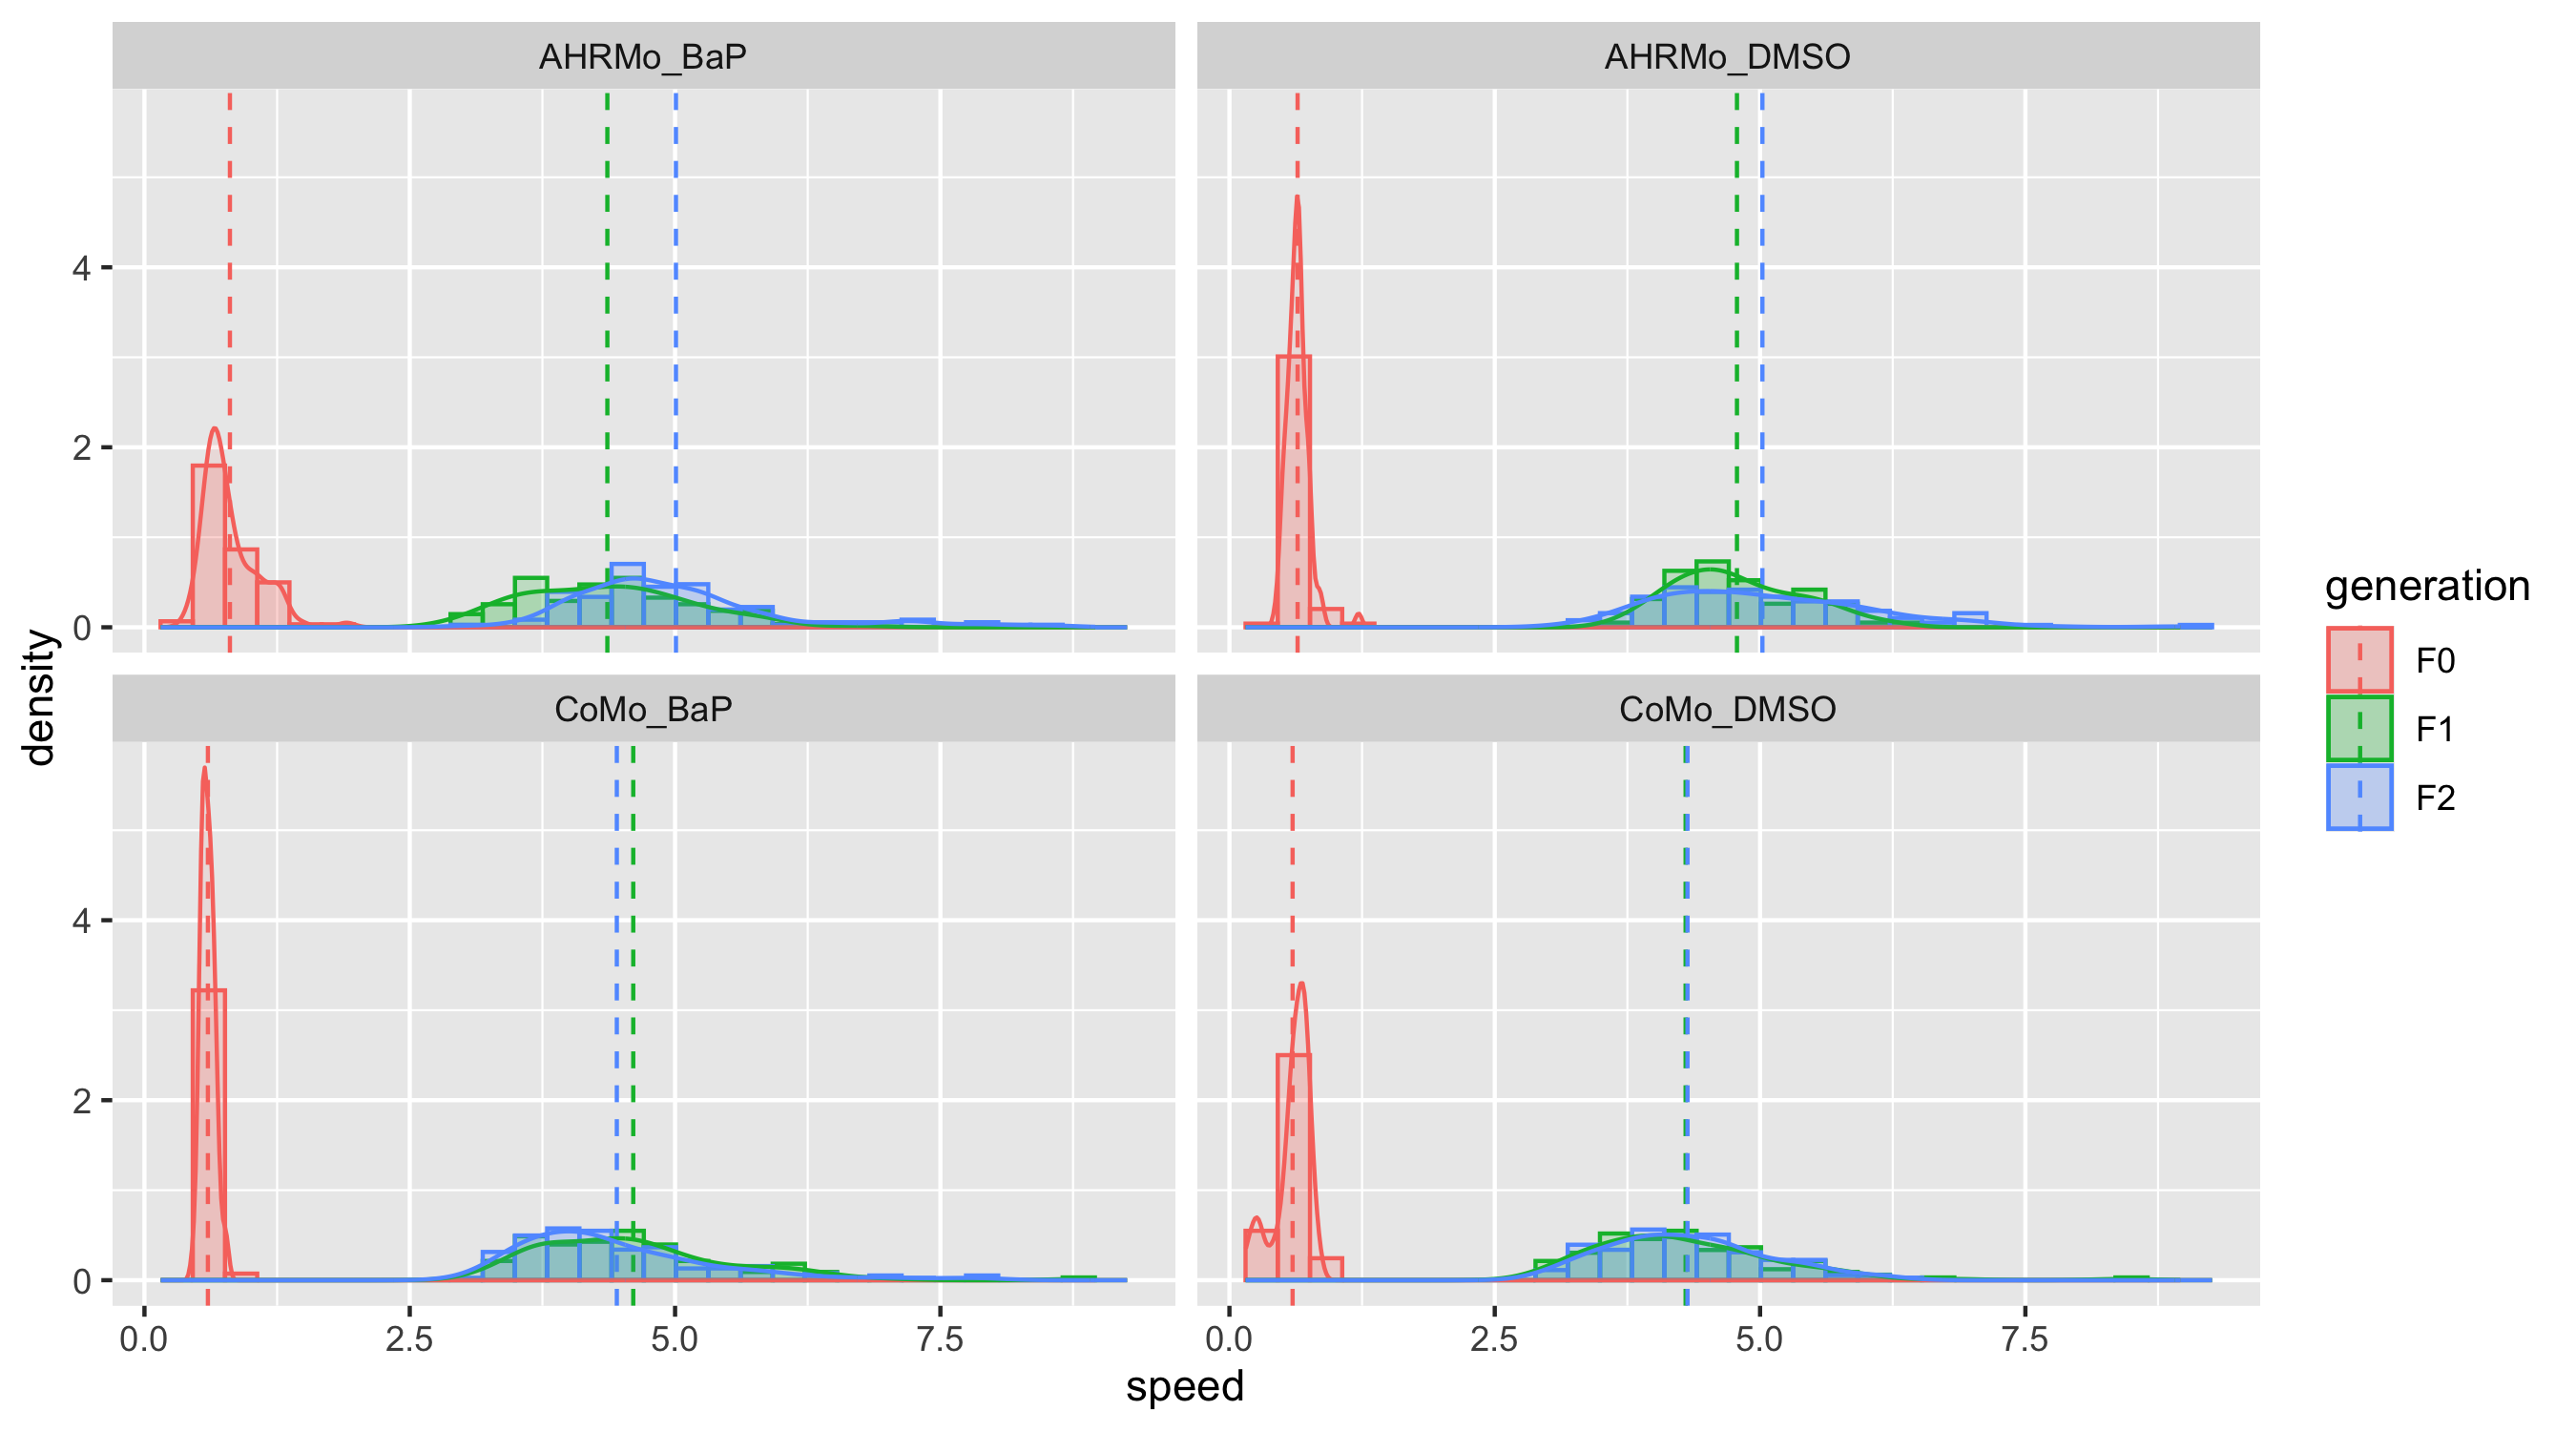 AHRMo_BaP
AHRMo_DMSO
4
2
0
CoMo_BaP
CoMo_DMSO
4
2
0
0.0 2.5 5.0 7.5
0.0 2.5 5.0 7.5
speed
density
generation
F0
F1
F2